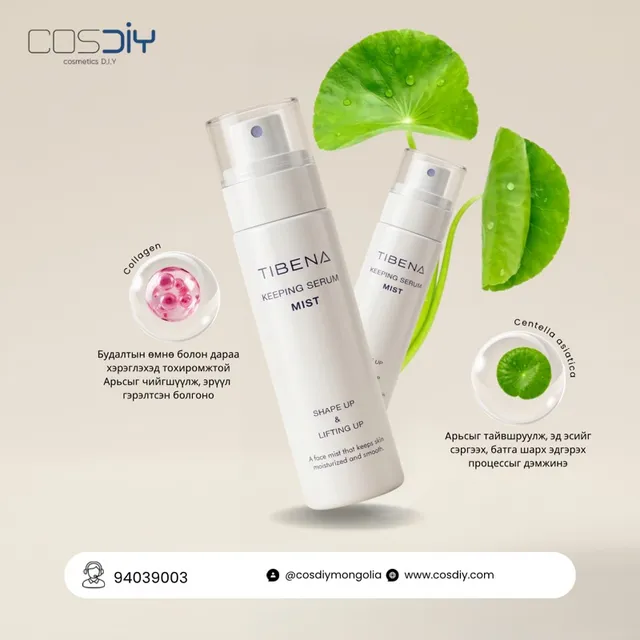 COSDIY
cosmetics D.I.Y
Collagen
Будалтын өмнө болон дараа
хэрэглэхэд тохиромжтой
Арьсыг чийгшүүлж, эрүүл
гэрэлтсэн болгоно
TIBENA
KEEPING SERUM
MIST
SHAPE UP
&
LIFTING UP
A face mist that keeps skin
moisturized and smooth.
TIBENA
KEEPING SERUM
MIST
Centella asiatica
Арьсыг тайвшруулж, эд эсийг
сэргээх, батга шарх эдгэрэх
процессыг дэмжинэ
94039003
@cosdiymongolia
www.cosdiy.com